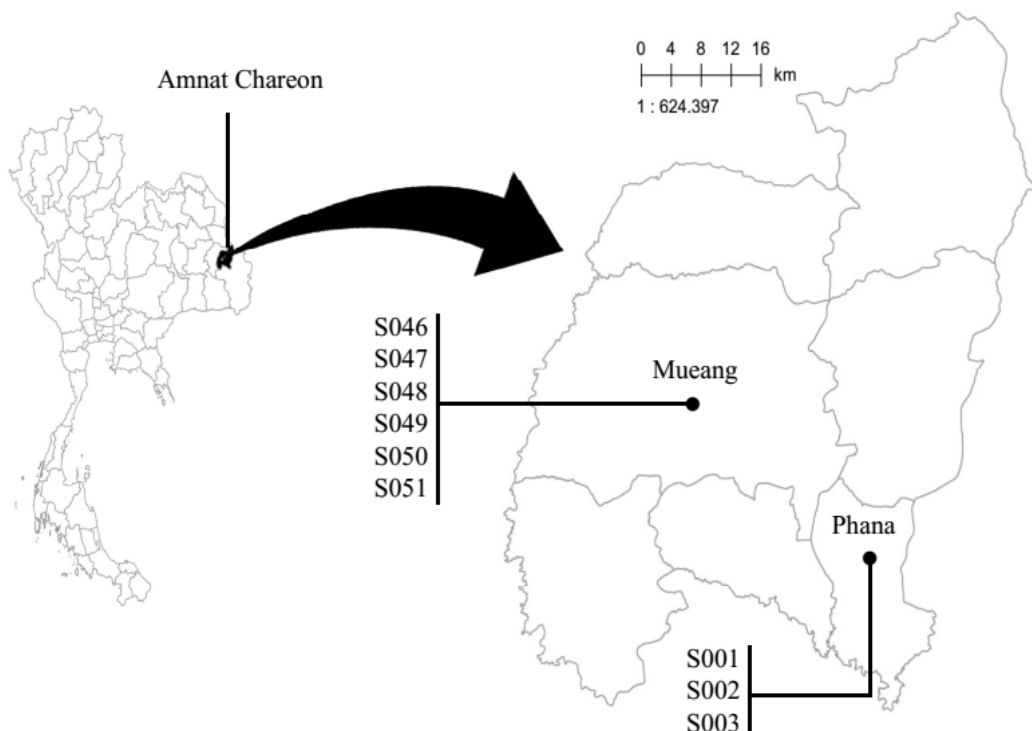 Amnat Chareon
0 4 8 12 16
km
1 : 624.397
S046
S047
S048
S049
S050
S051
Mueang
Phana
S001
S002
S003